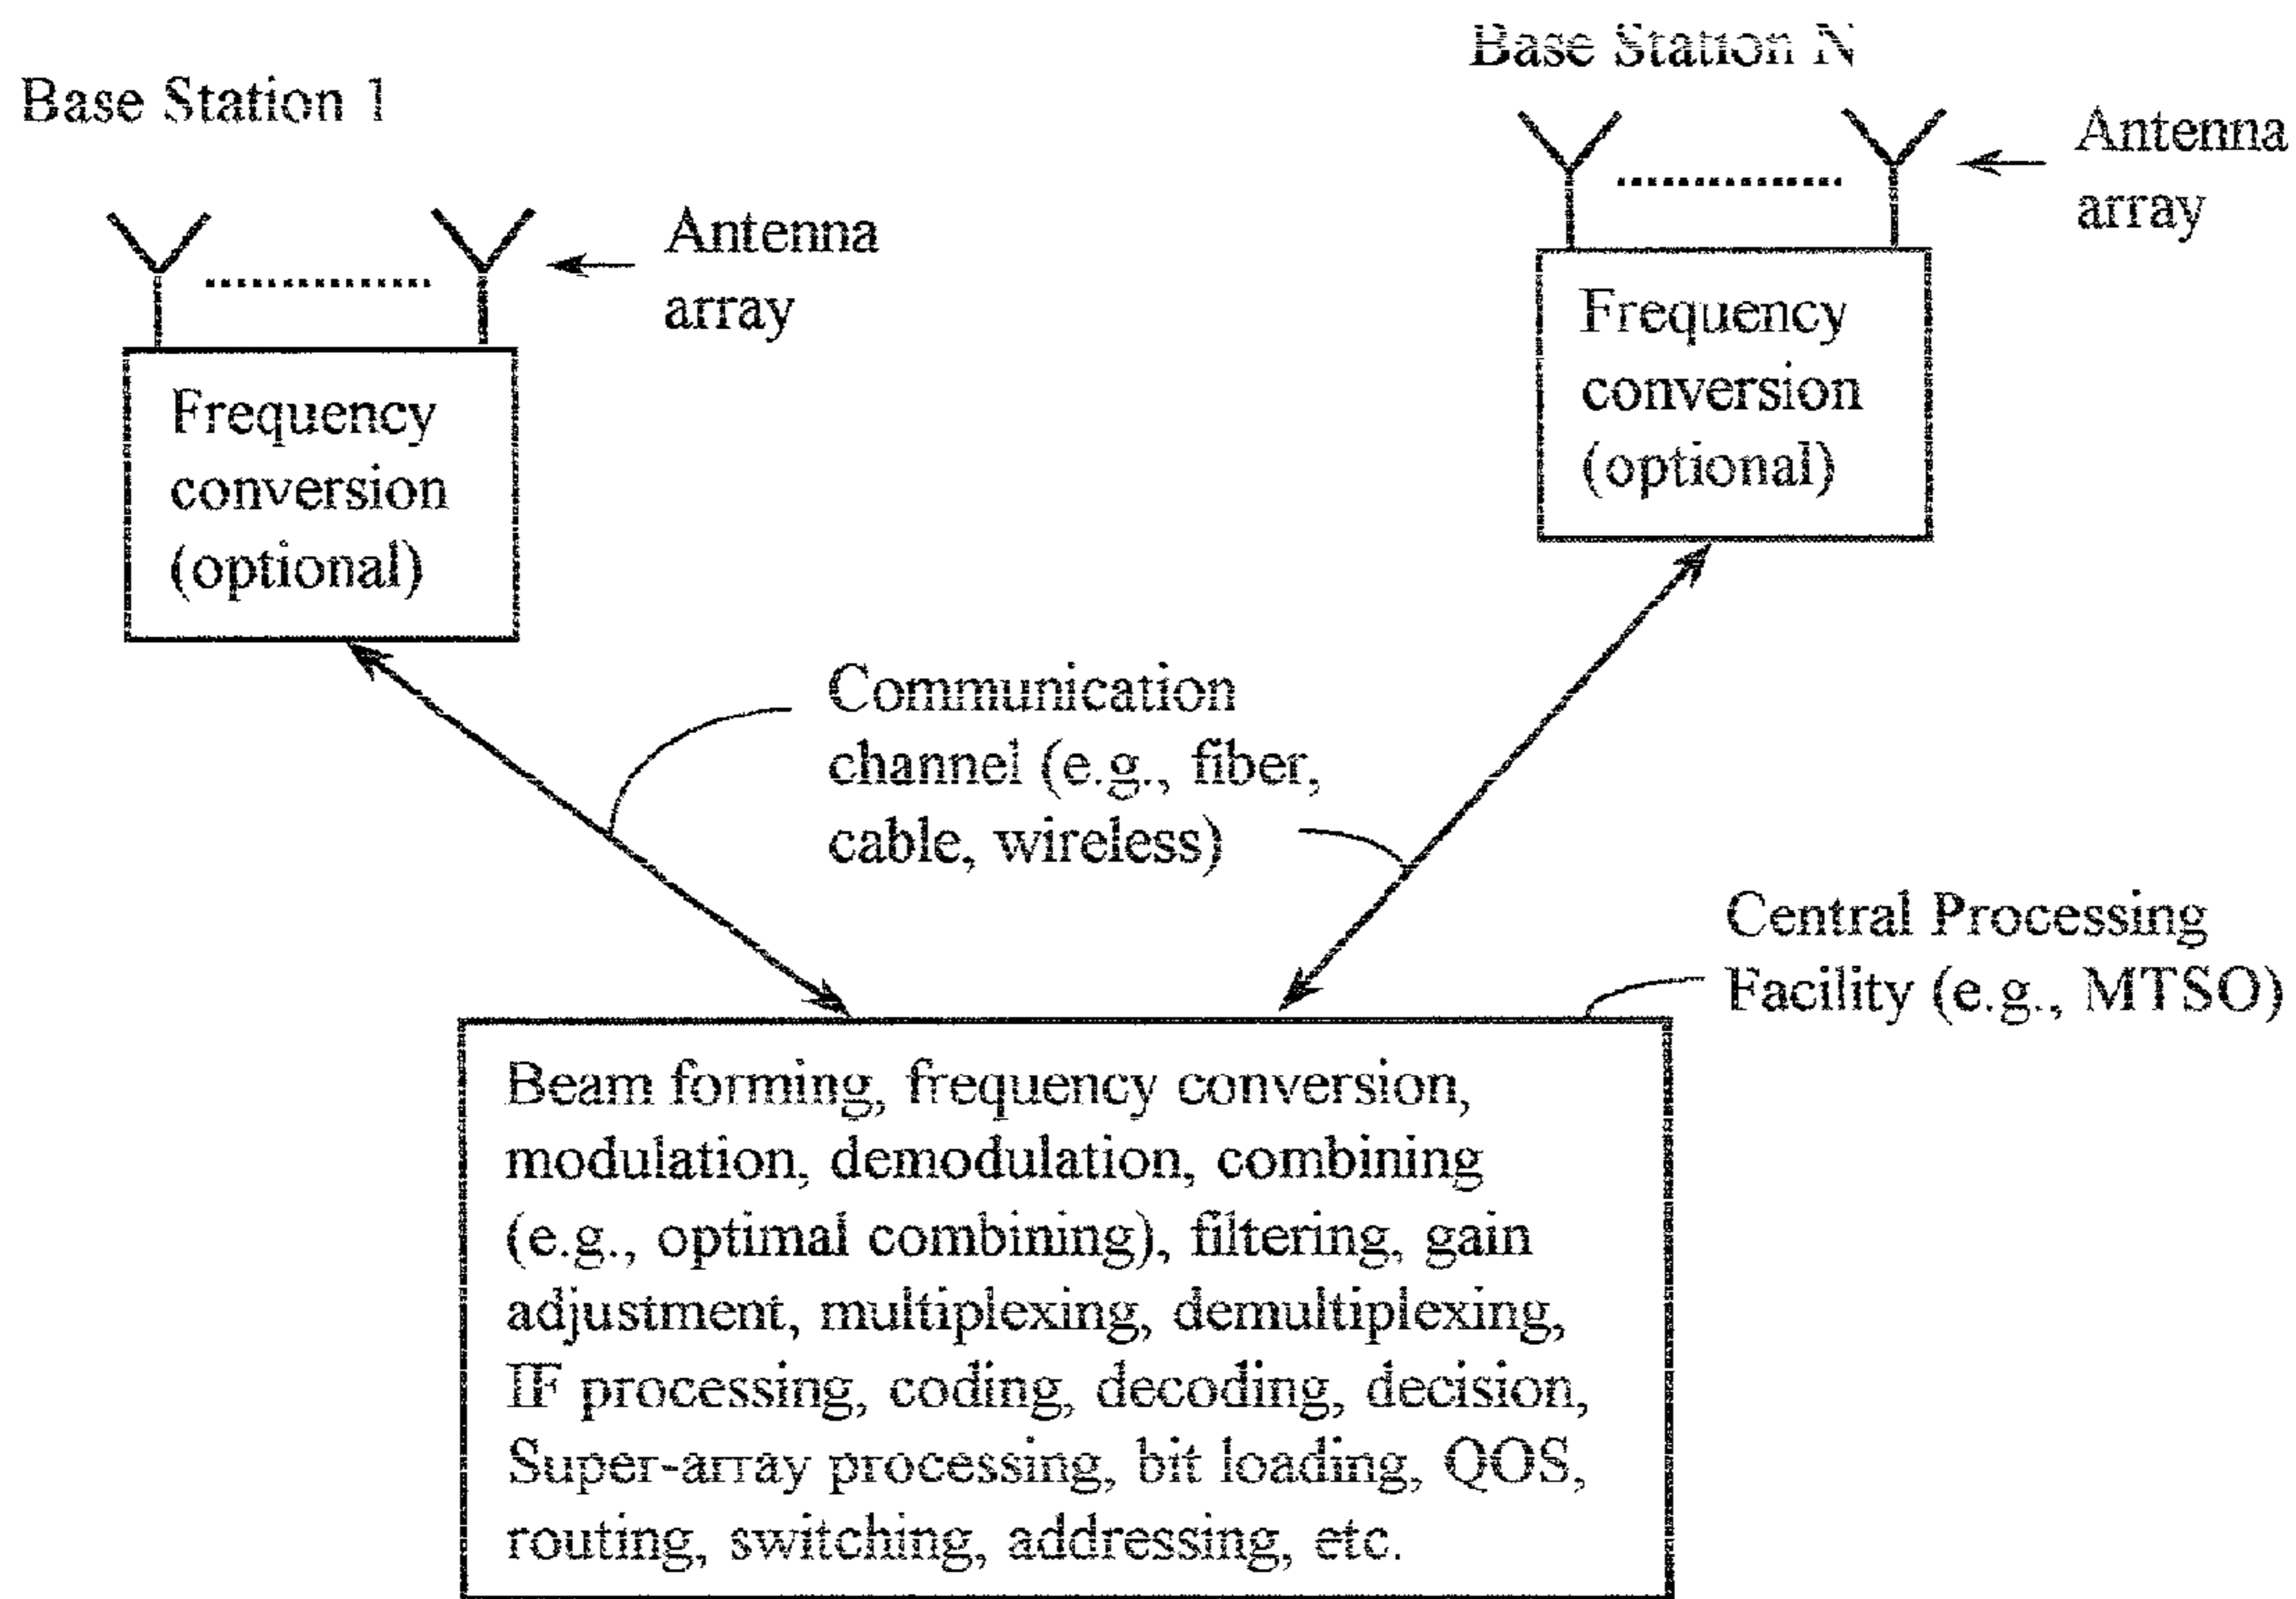 Base Station 1
Antenna
array
Frequency
conversion
(optional)
Base Station N
Antenna
array
Frequency
conversion
(optional)
Communication
channel (e.g., fiber,
cable, wireless)
Central Processing
Facility (e.g., MTSO)
Beam forming, frequency conversion,
modulation, demodulation, combining
(e.g., optimal combining), filtering, gain
adjustment, multiplexing, demultiplexing,
IF processing, coding, decoding, decision,
Super-array processing, bit loading, QOS,
routing, switching, addressing, etc.